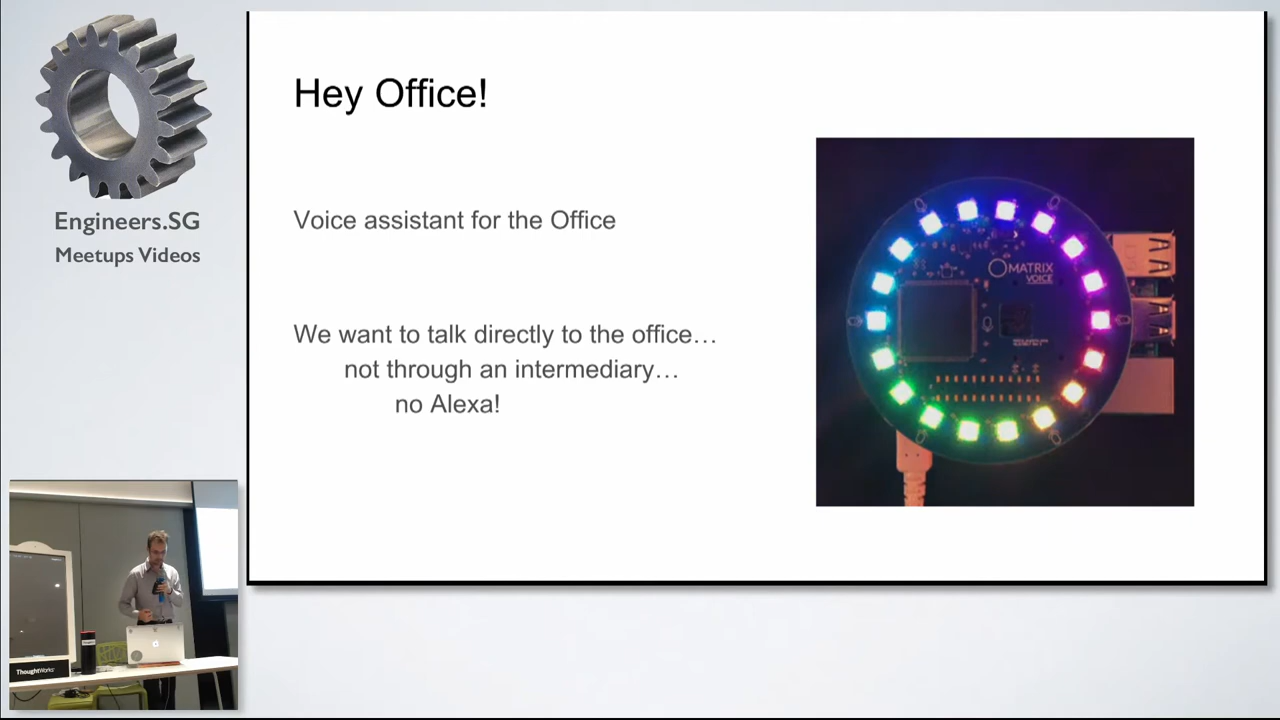 Engineers.SG
Meetups Videos
Hey Office!
Voice assistant for the Office
We want to talk directly to the office…
not through an intermediary…
no Alexa!
MATRIX
VOICE
ThoughtWorks